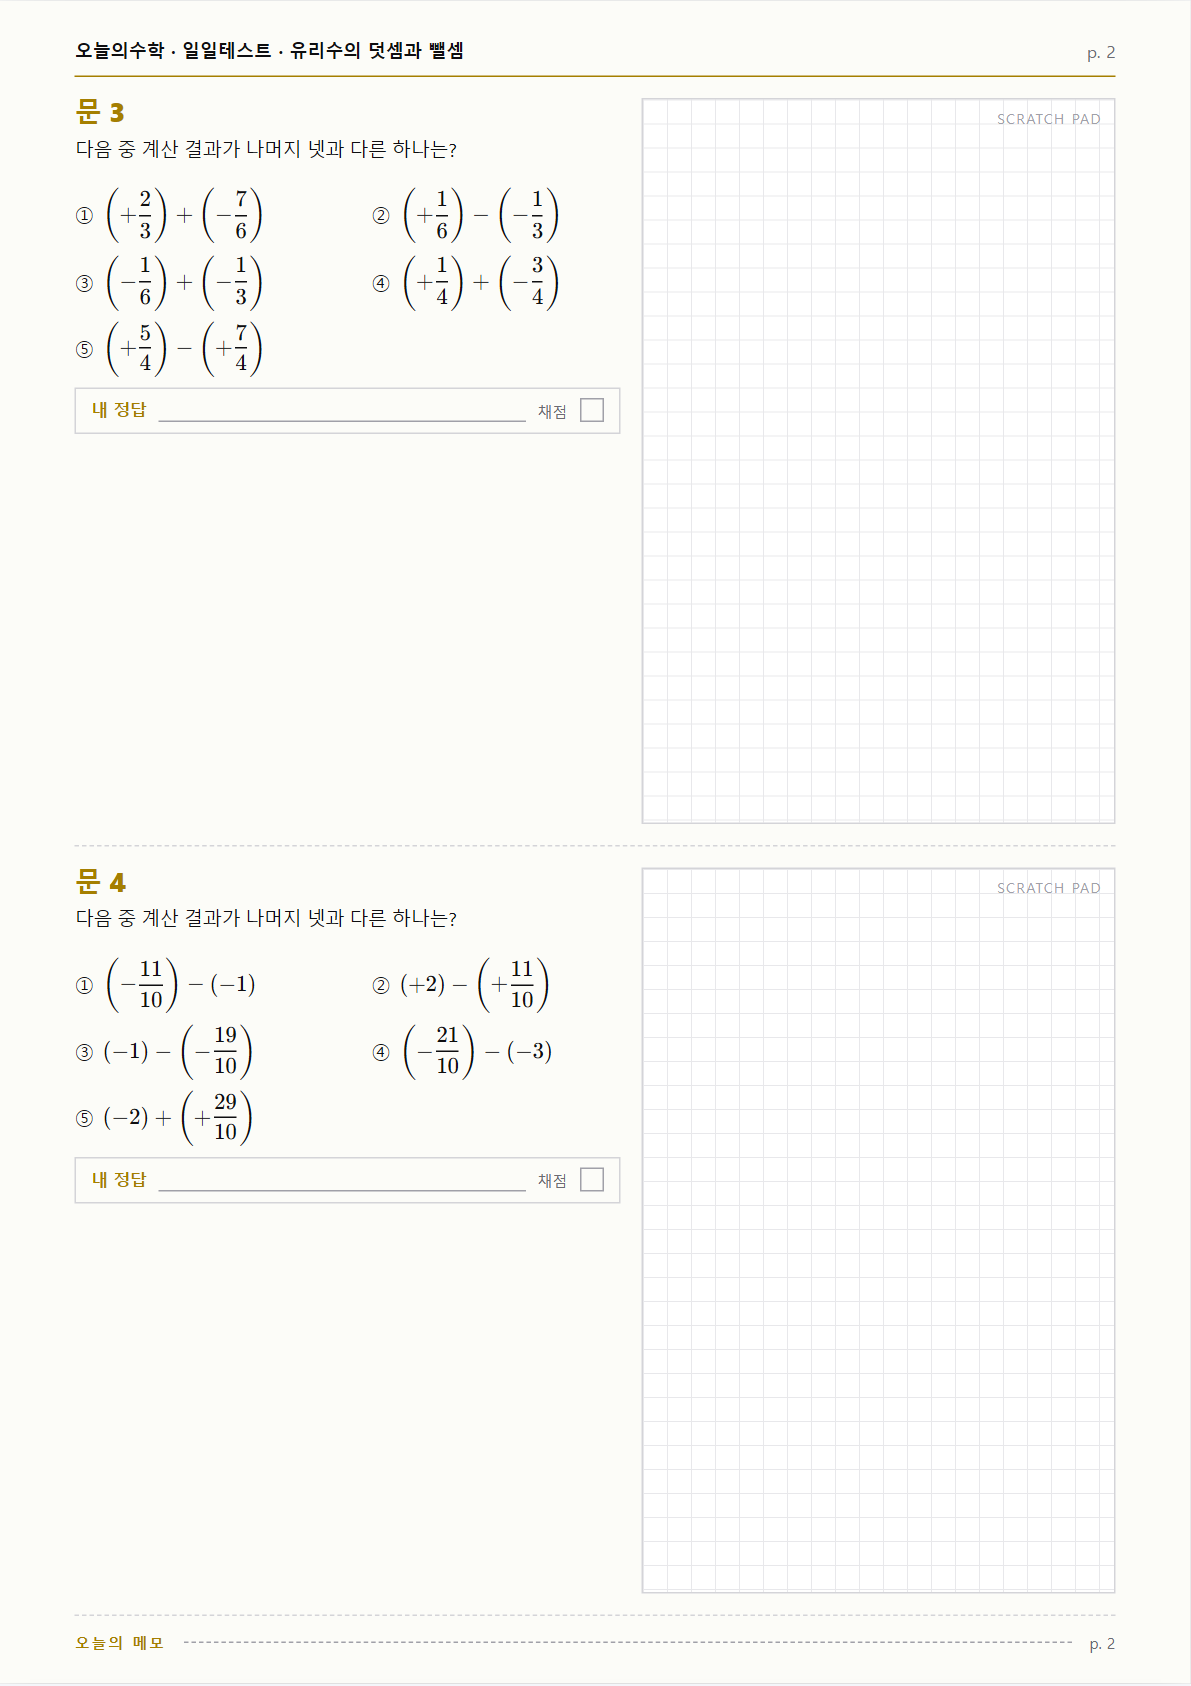 오늘의수학 · 일일테스트 · 유리수의 덧셈과 뺄셈 p. 2
문 3
SCRATCH PAD
다음 중 계산 결과가 나머지 넷과 다른 하나는?
① (+2/3) + (−7/6) ② (+1/6) − (−1/3)
③ (−1/6) + (−1/3) ④ (+1/4) + (−3/4)
⑤ (+5/4) − (+7/4)
내 정답 채점
문 4
SCRATCH PAD
다음 중 계산 결과가 나머지 넷과 다른 하나는?
① (−11/10) − (−1) ② (+2) − (+11/10)
③ (−1) − (−19/10) ④ (−21/10) − (−3)
⑤ (−2) + (+29/10)
내 정답 채점
오늘의 메모 p. 2